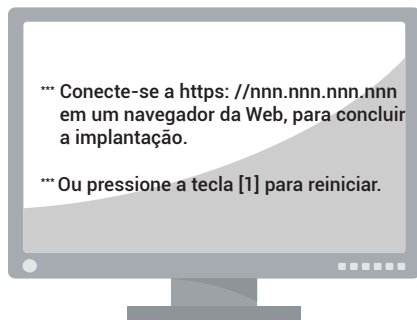 *** Conecte-se a https: //nnn.nnn.nnn.nnn
em um navegador da Web, para concluir
a implantação.
*** Ou pressione a tecla [1] para reiniciar.